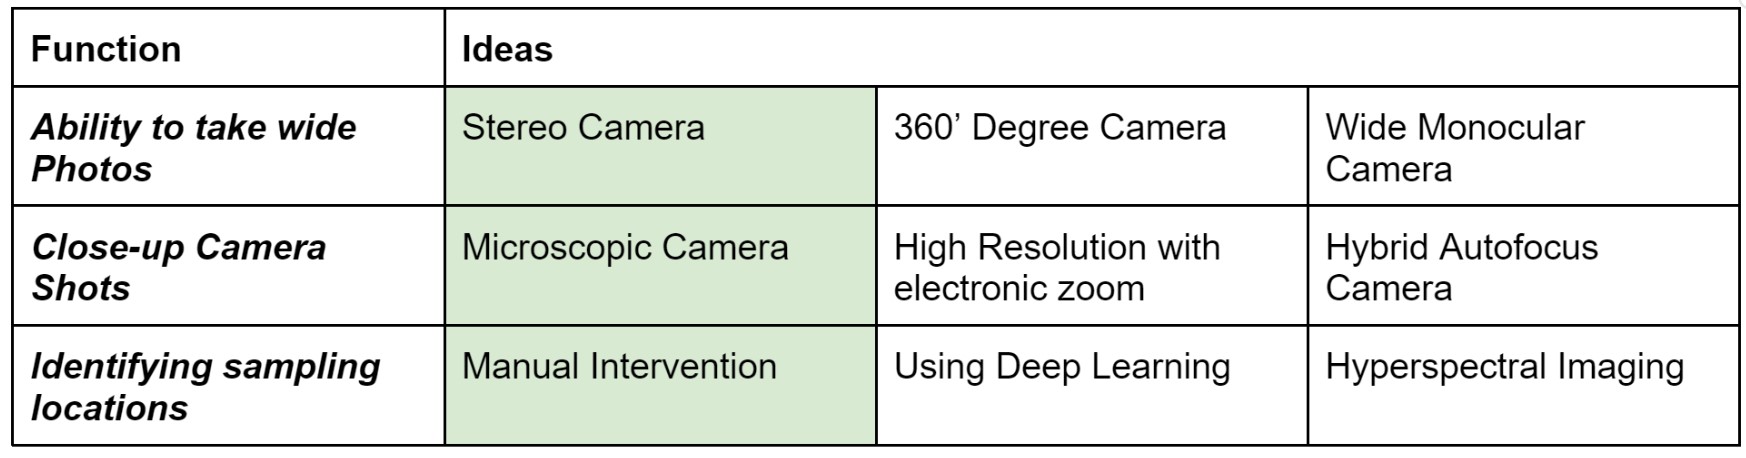 Function
Ideas
Ability to take wide
Photos
Stereo Camera
360’ Degree Camera
Wide Monocular
Camera
Close-up Camera
Shots
Microscopic Camera
High Resolution with
electronic zoom
Hybrid Autofocus
Camera
Identifying sampling
locations
Manual Intervention
Using Deep Learning
Hyperspectral Imaging